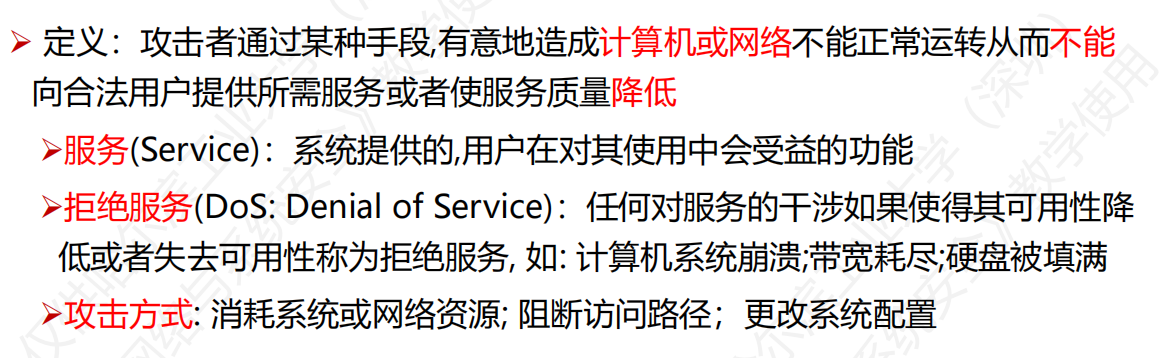 ➢ 定义：攻击者通过某种手段,有意地造成计算机或网络不能正常运转从而不能
向合法用户提供所需服务或者使服务质量降低
➢服务(Service)：系统提供的,用户在对其使用中会受益的功能
➢拒绝服务(DoS: Denial of Service)：任何对服务的干涉如果使得其可用性降
低或者失去可用性称为拒绝服务, 如: 计算机系统崩溃;带宽耗尽;硬盘被填满
➢攻击方式: 消耗系统或网络资源; 阻断访问路径；更改系统配置